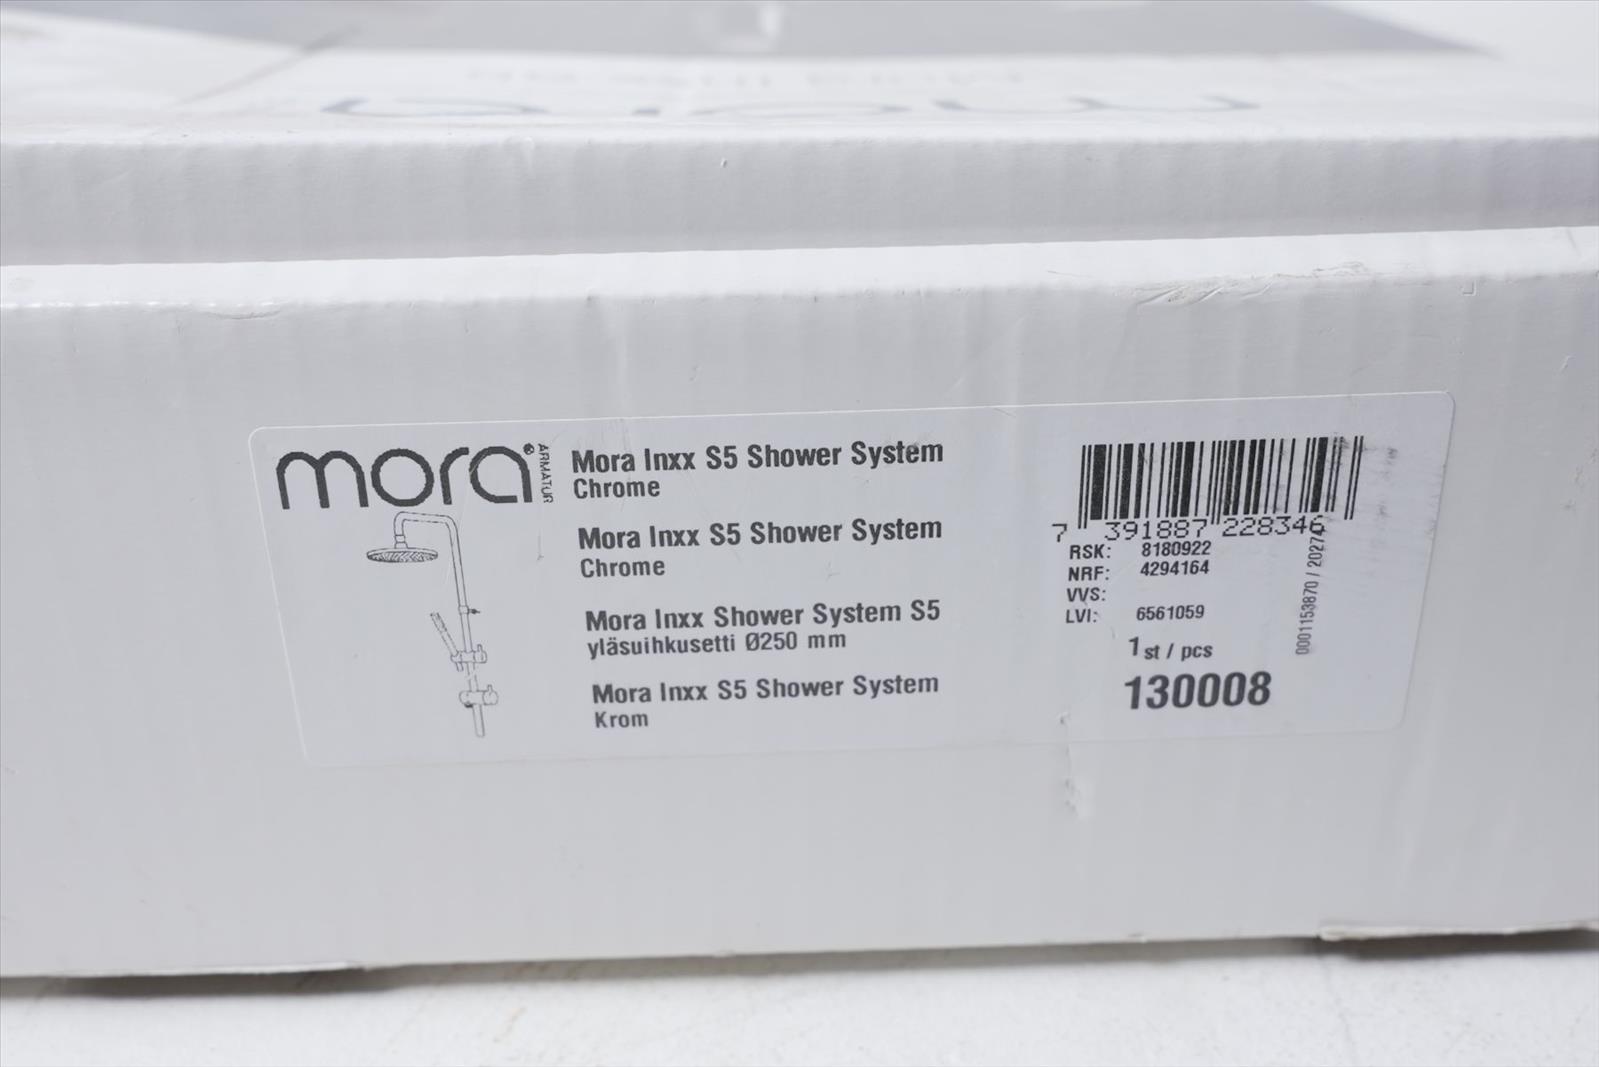 mora
mora
ARMATUR
Mora Inxx S5 Shower System
Chrome
Mora Inxx S5 Shower System
Chrome
Mora Inxx Shower System S5
yläsuihkusetti Ø250 mm
Mora Inxx S5 Shower System
Krom
7 391887 228346
RSK: 8180922
NRF: 4294164
VVS:
LVI: 6561059
1 st / pcs
130008